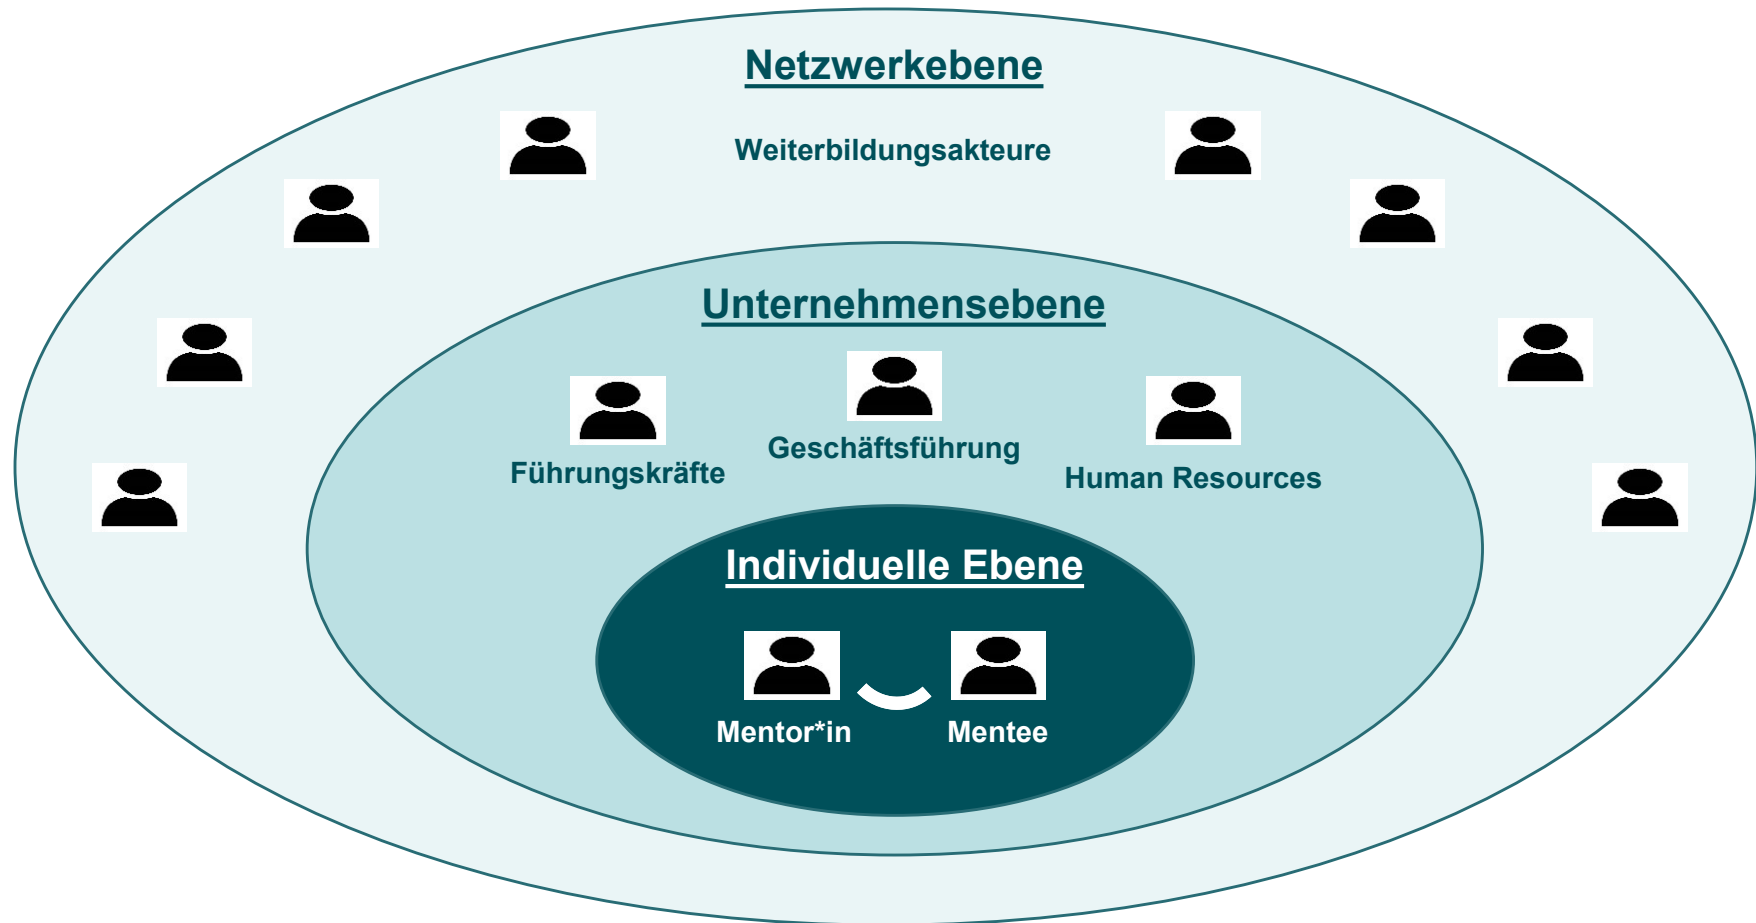 Netzwerkebene
Weiterbildungsakteure
Unternehmensebene
Führungskräfte
Geschäftsführung
Human Resources
Individuelle Ebene
Mentor*in
Mentee